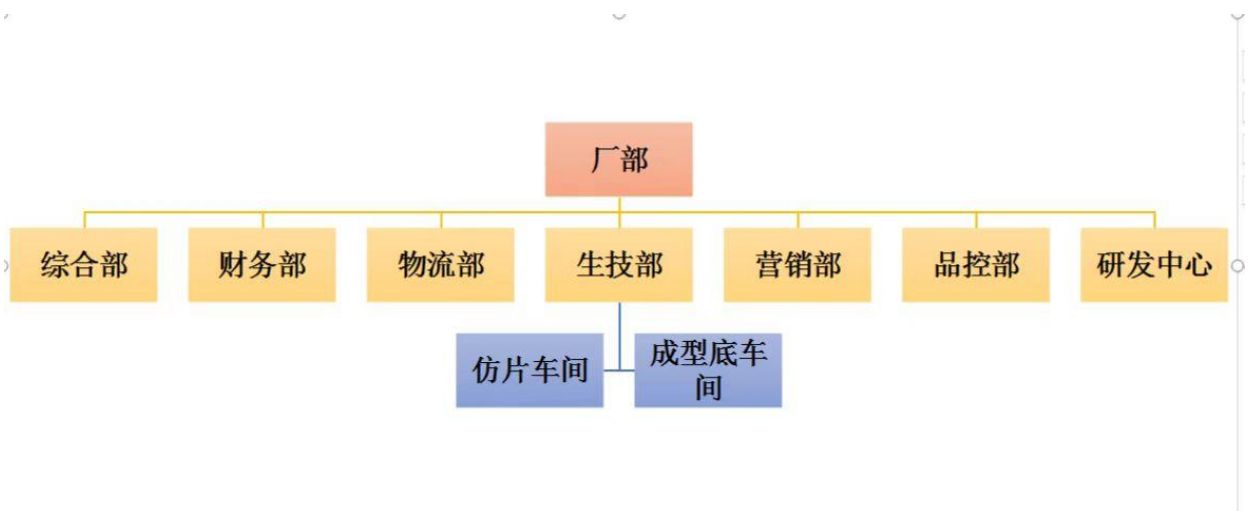 厂部
综合部
财务部
物流部
生技部
营销部
品控部
研发中心
仿片车间
成型底车
间